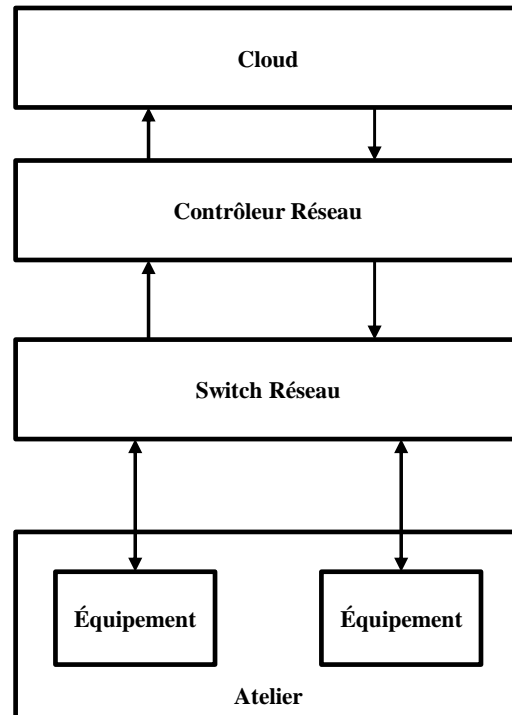 Cloud
Contrôleur Réseau
Switch Réseau
Équipement
Équipement
Atelier